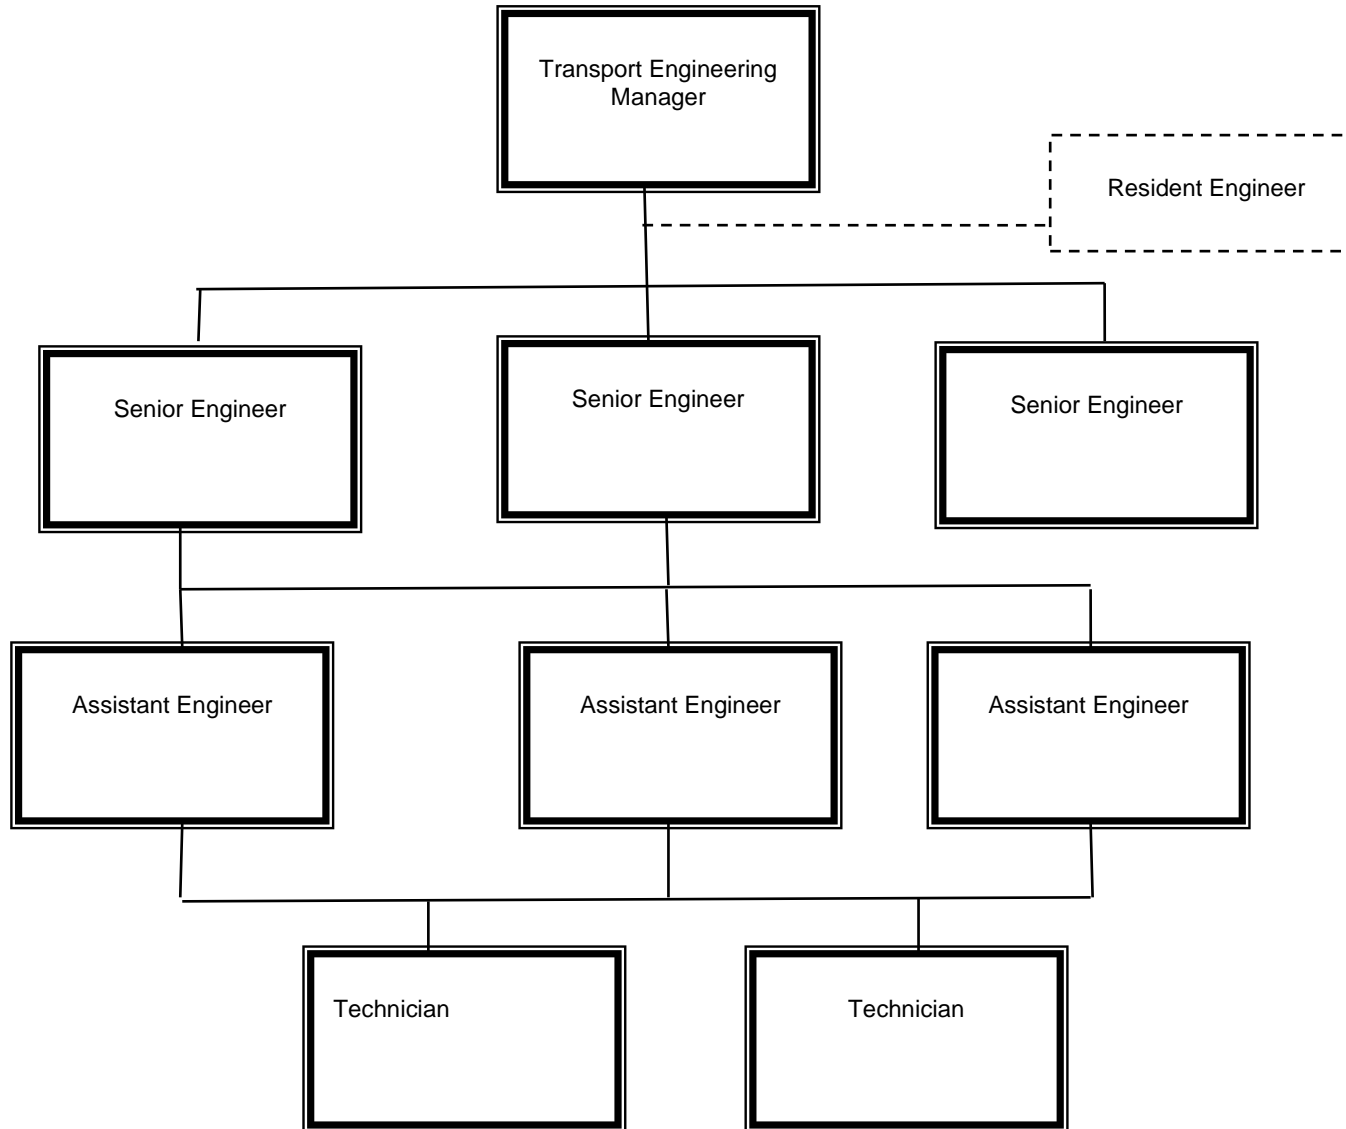 Transport Engineering
Manager
Resident Engineer
Senior Engineer
Senior Engineer
Senior Engineer
Assistant Engineer
Assistant Engineer
Assistant Engineer
Technician
Technician